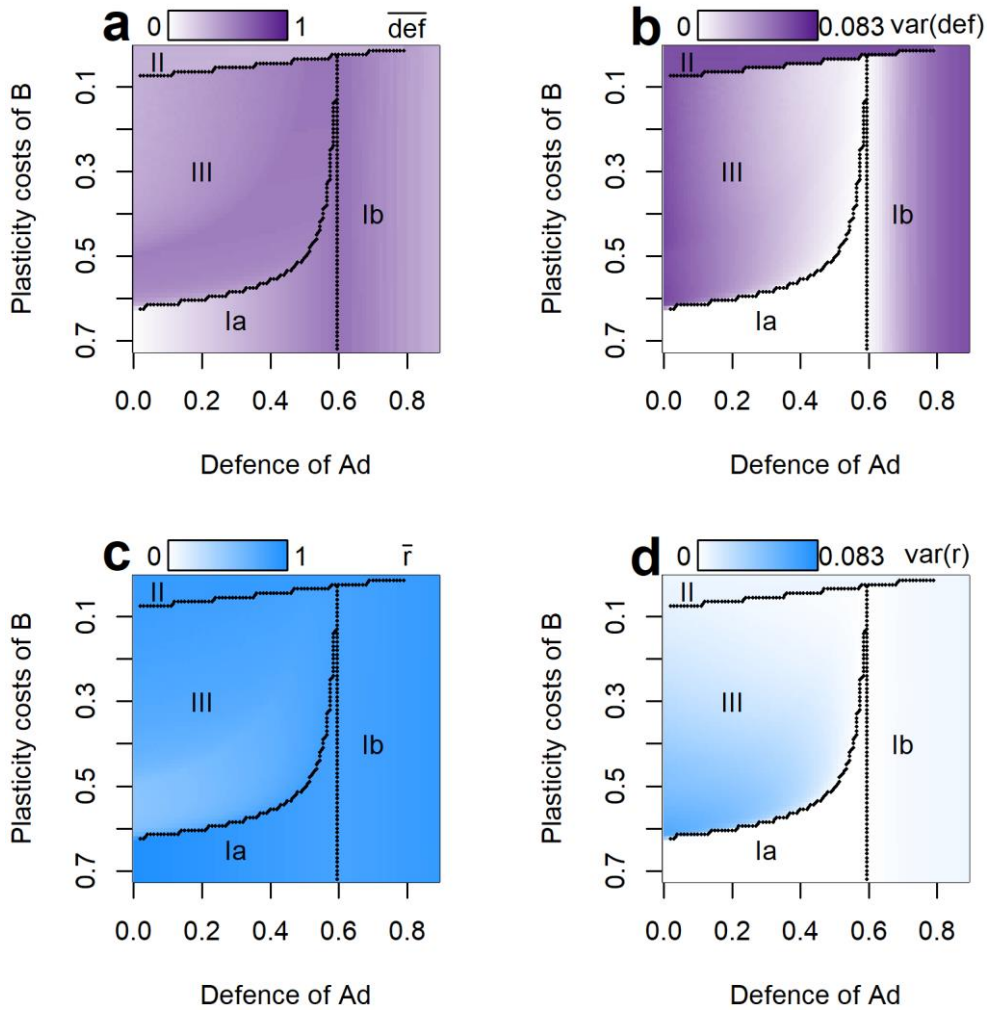 a 0 1 def
II
III
Ib
Ia
0.1
0.3
0.5
0.7
Plasticity costs of B
0.0 0.2 0.4 0.6 0.8
Defence of Ad
b 0 0.083 var(def)
II
III
Ib
Ia
0.1
0.3
0.5
0.7
Plasticity costs of B
0.0 0.2 0.4 0.6 0.8
Defence of Ad
c 0 1 r̄
II
III
Ib
Ia
0.1
0.3
0.5
0.7
Plasticity costs of B
0.0 0.2 0.4 0.6 0.8
Defence of Ad
d 0 0.083 var(r)
II
III
Ib
Ia
0.1
0.3
0.5
0.7
Plasticity costs of B
0.0 0.2 0.4 0.6 0.8
Defence of Ad